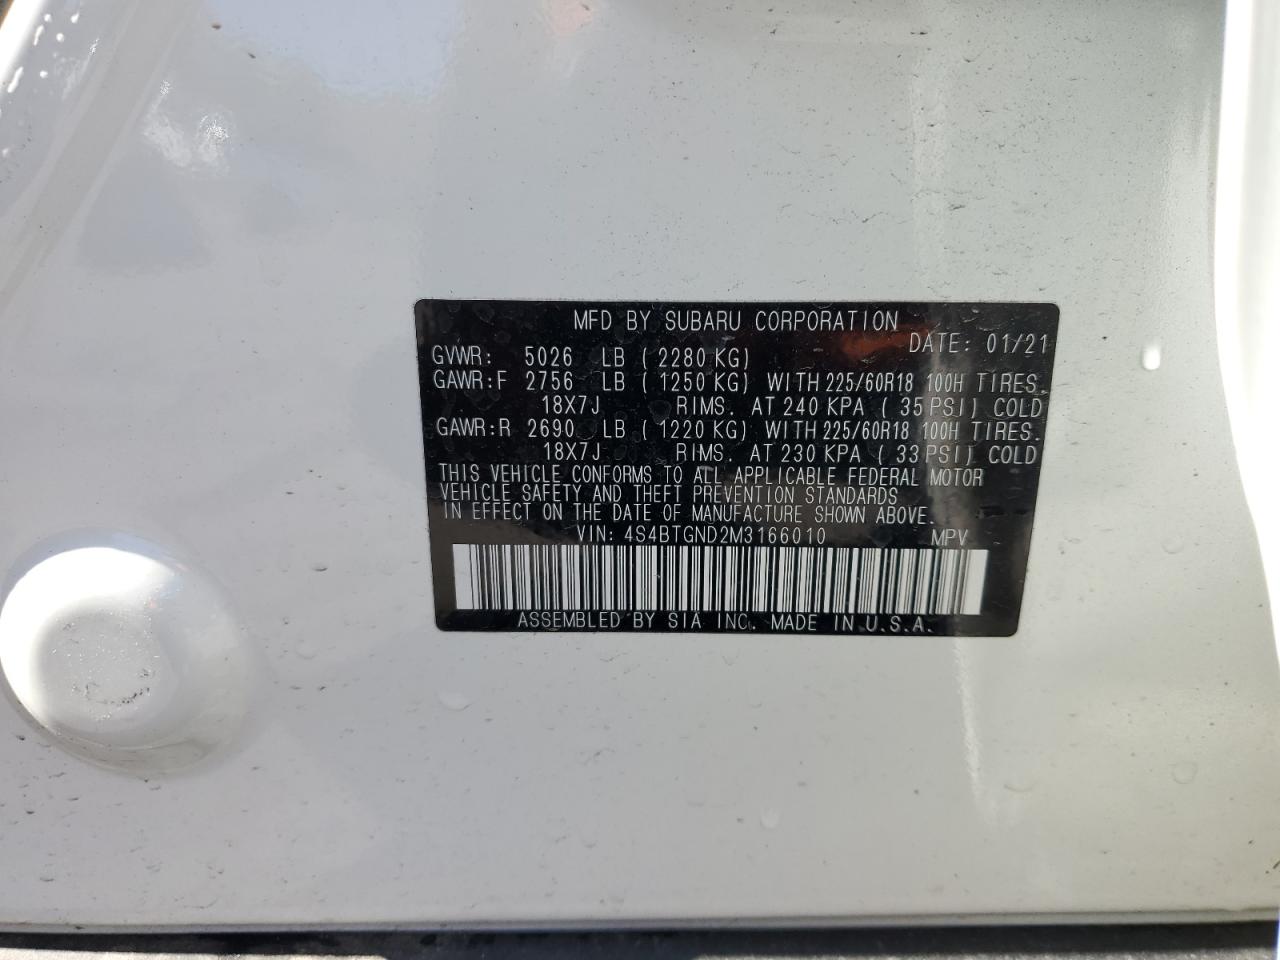 MFD BY SUBARU CORPORATION
DATE: 01/21
GVWR: 5026 LB ( 2280 KG)
GAWR:F 2756 LB ( 1250 KG) WITH 225/60R18 100H TIRES.
18X7J RIMS. AT 240 KPA ( 35 PSI) COLD
GAWR:R 2690 LB ( 1220 KG) WITH 225/60R18 100H TIRES.
18X7J RIMS. AT 230 KPA ( 33 PSI) COLD
THIS VEHICLE CONFORMS TO ALL APPLICABLE FEDERAL MOTOR
VEHICLE SAFETY AND THEFT PREVENTION STANDARDS
IN EFFECT ON THE DATE OF MANUFACTURE SHOWN ABOVE.
VIN: 4S4BTGND2M3166010 MPV
ASSEMBLED BY SIA INC. MADE IN U.S.A.